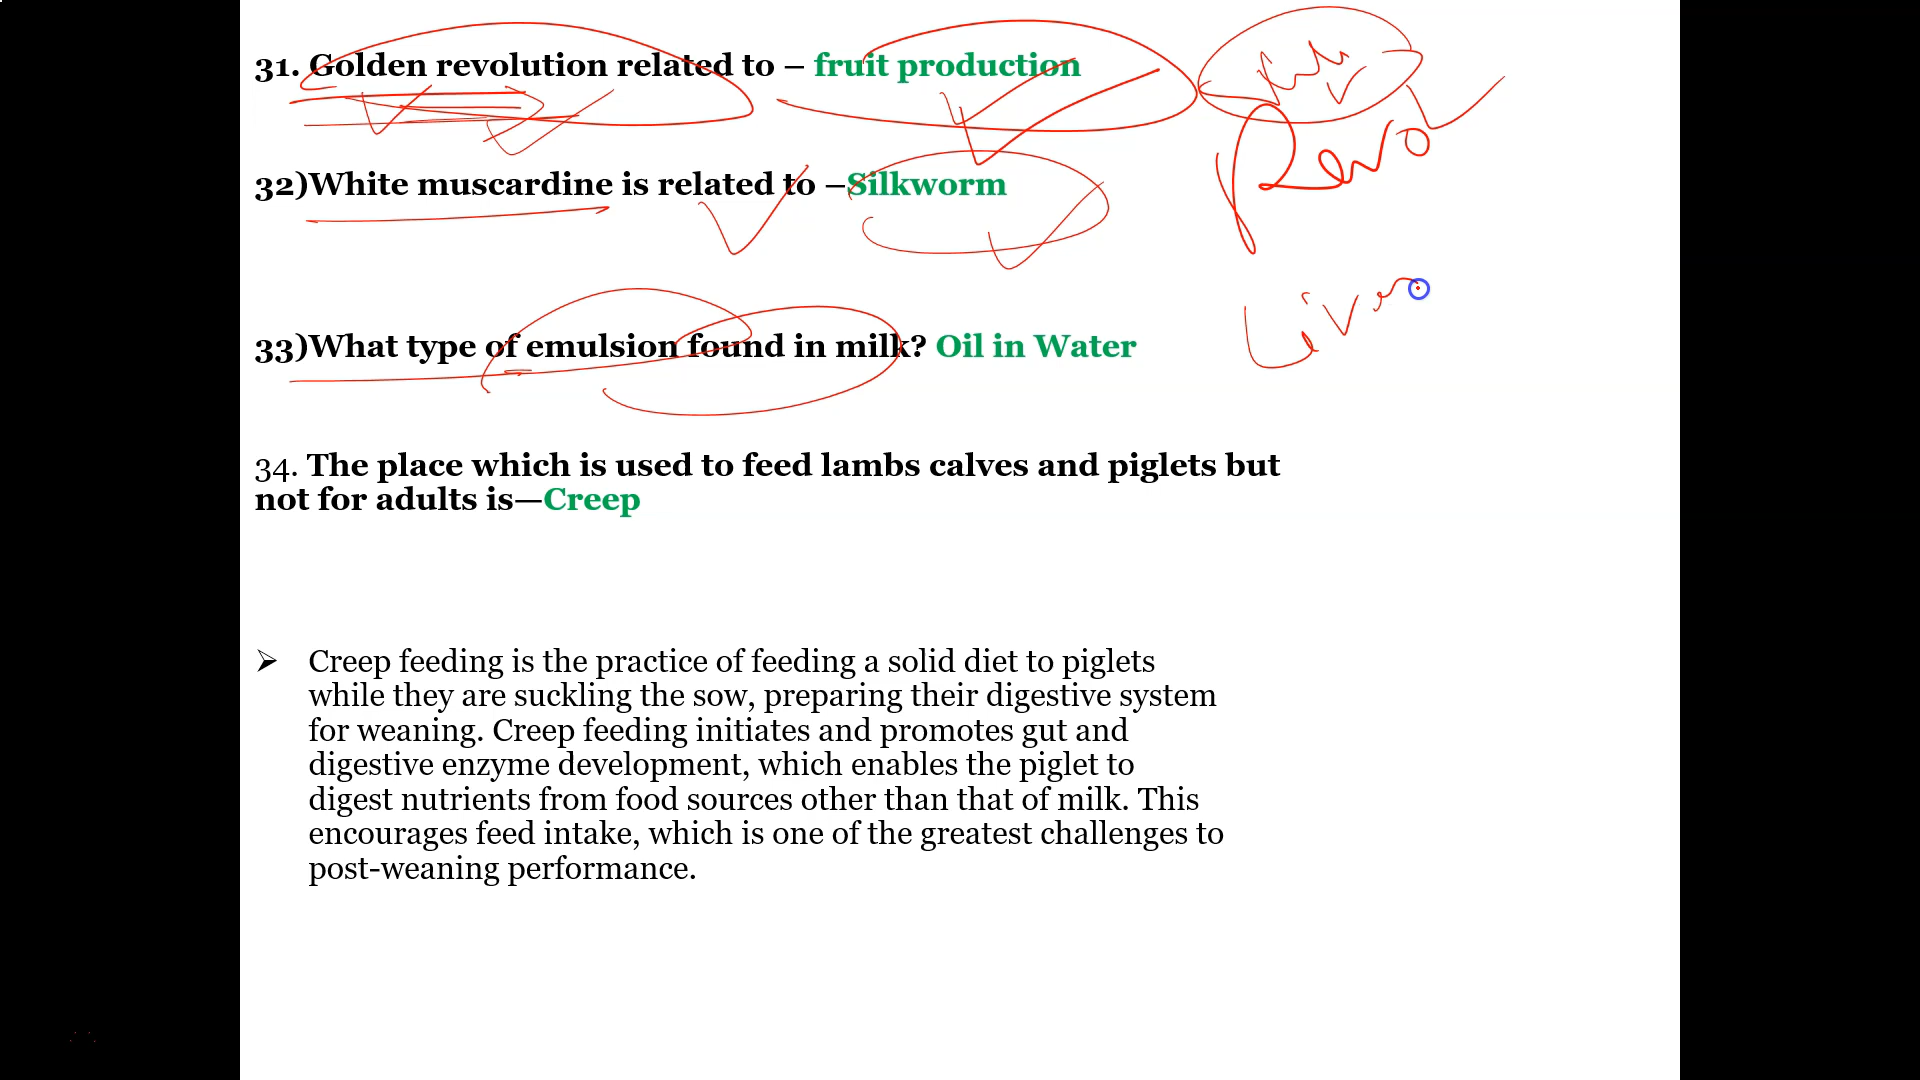 31. Golden revolution related to – fruit production
32)White muscardine is related to –Silkworm
33)What type of emulsion found in milk? Oil in Water
34. The place which is used to feed lambs calves and piglets but
not for adults is—Creep
➢ Creep feeding is the practice of feeding a solid diet to piglets
while they are suckling the sow, preparing their digestive system
for weaning. Creep feeding initiates and promotes gut and
digestive enzyme development, which enables the piglet to
digest nutrients from food sources other than that of milk. This
encourages feed intake, which is one of the greatest challenges to
post-weaning performance.